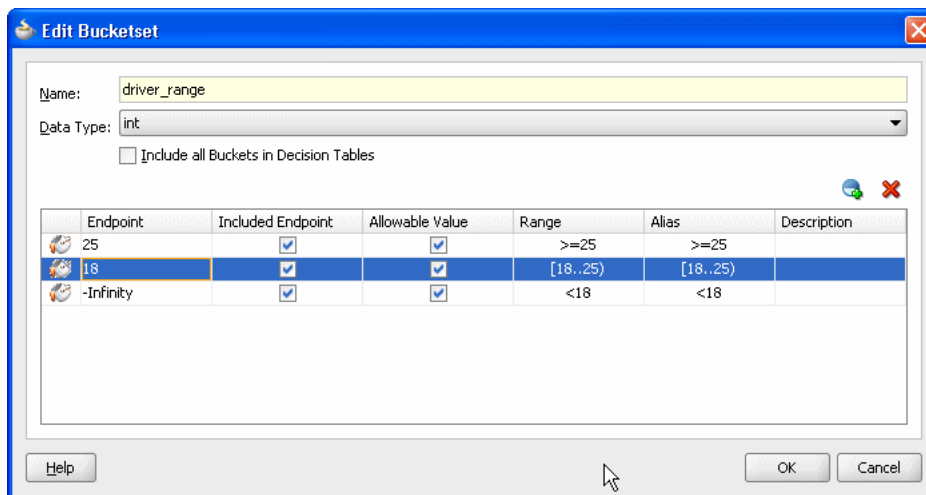 Edit Bucketset
Name: driver_range
Data Type: int
Include all Buckets in Decision Tables
Endpoint Included Endpoint Allowable Value Range Alias Description
25 >=25 >=25
18 [18..25) [18..25)
-Infinity <18 <18
Help OK Cancel